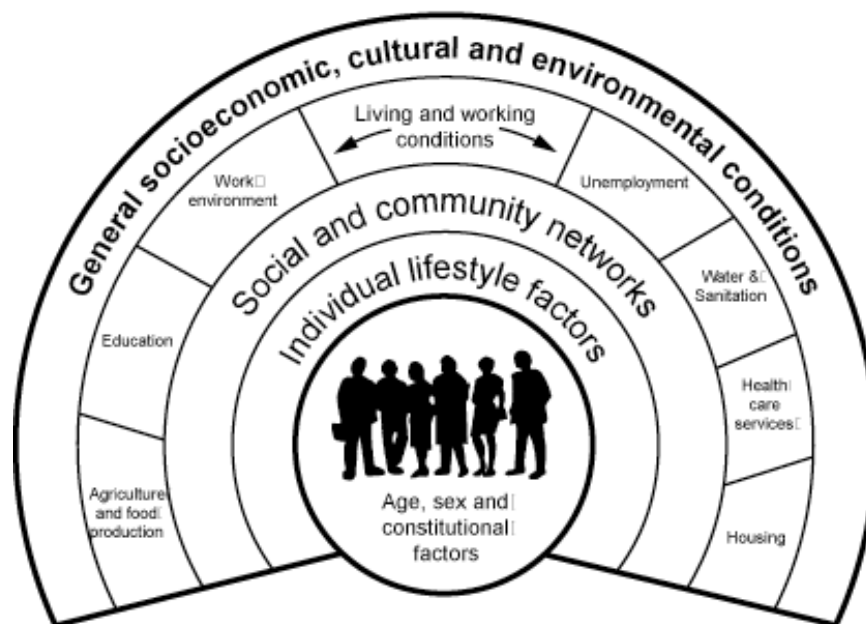 General socioeconomic, cultural and environmental conditions
Living and working
conditions
Work
environment
Unemployment
Education
Water &
Sanitation
Agriculture
and food
production
Health
care
services
Housing
Social and community networks
Individual lifestyle factors
Age, sex and
constitutional
factors